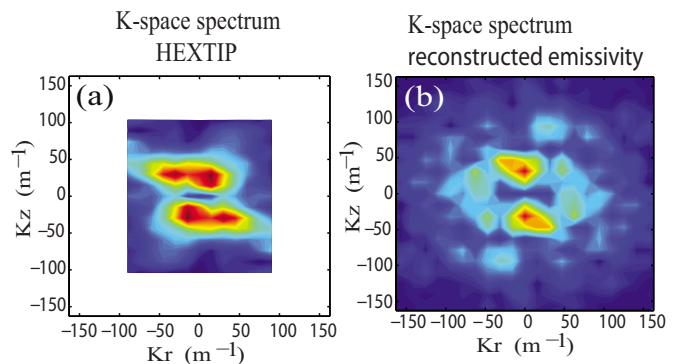 K-space spectrum
HEXTIP
K-space spectrum
reconstructed emissivity
(a)
150
100
50
0
−50
−100
−150
Kz (m⁻¹)
−150 −100 −50 0 50 100 150
Kr (m⁻¹)
(b)
150
100
50
0
−50
−100
−150
Kz (m⁻¹)
−150 −100 −50 0 50 100 150
Kr (m⁻¹)